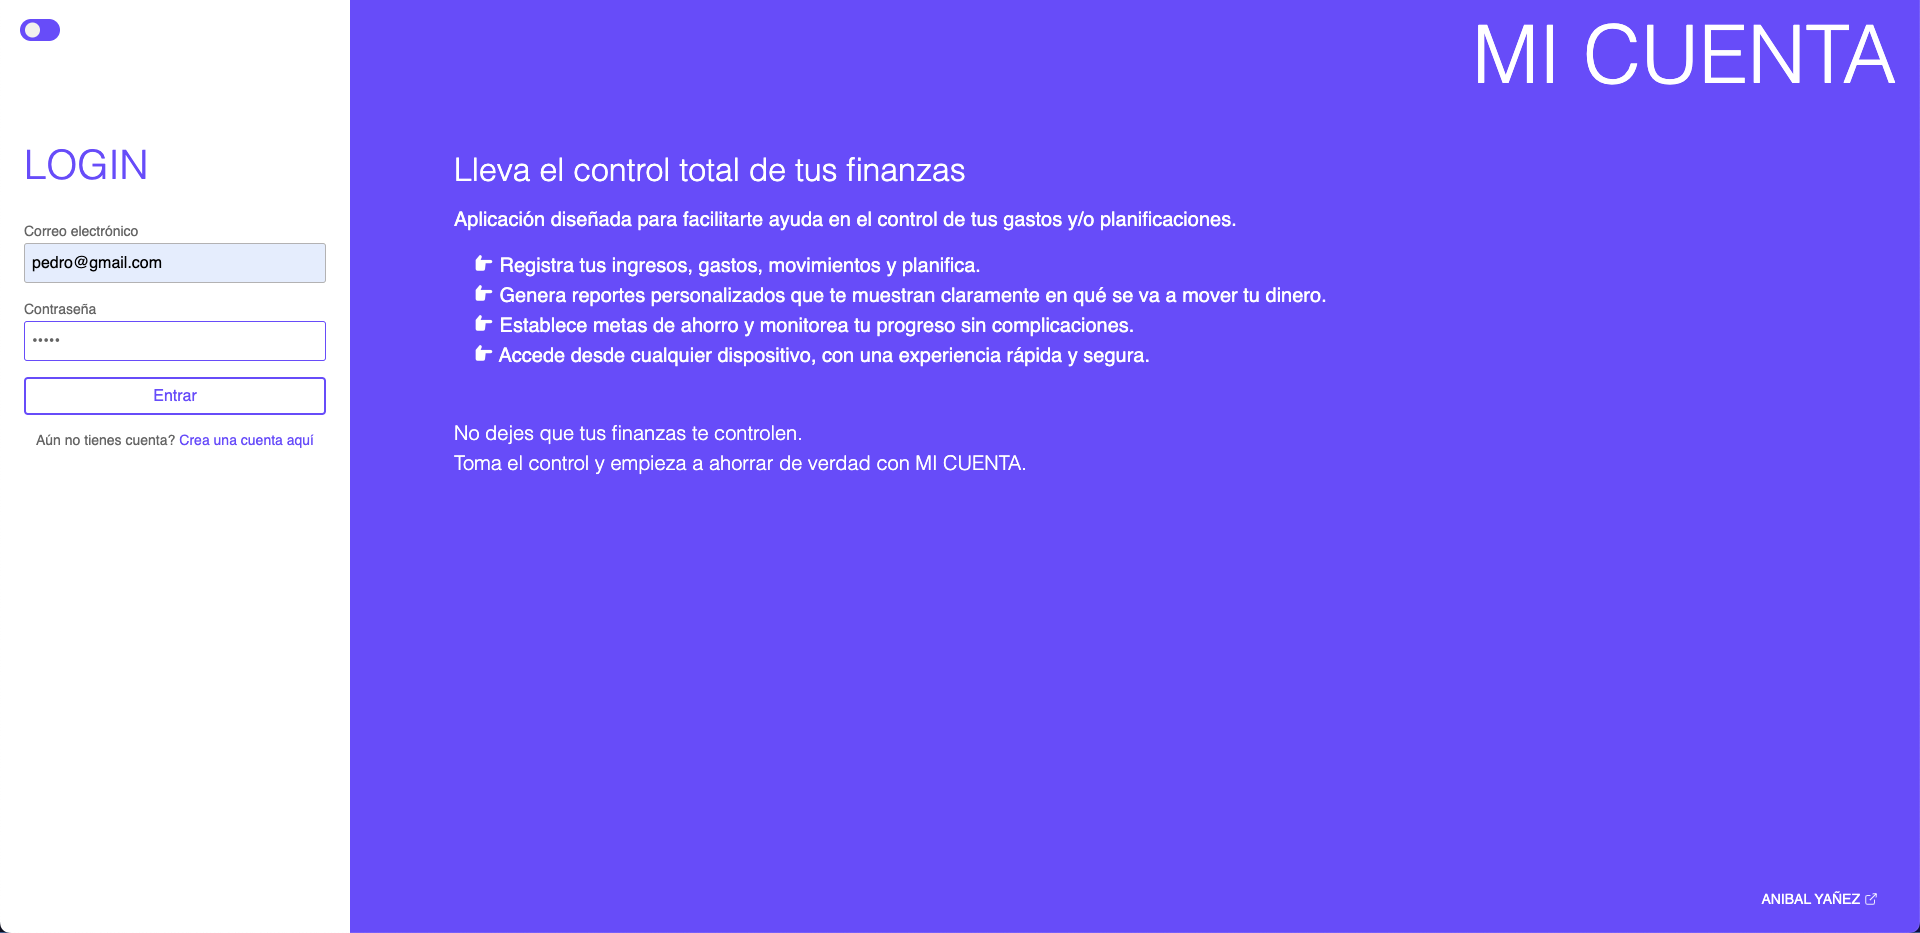 MI CUENTA
LOGIN
Correo electrónico
pedro@gmail.com
Contraseña
•••••
Entrar
Aún no tienes cuenta? Crea una cuenta aquí
Lleva el control total de tus finanzas
Aplicación diseñada para facilitarte ayuda en el control de tus gastos y/o planificaciones.
Registra tus ingresos, gastos, movimientos y planifica.
Genera reportes personalizados que te muestran claramente en qué se va a mover tu dinero.
Establece metas de ahorro y monitorea tu progreso sin complicaciones.
Accede desde cualquier dispositivo, con una experiencia rápida y segura.
No dejes que tus finanzas te controlen.
Toma el control y empieza a ahorrar de verdad con MI CUENTA.
ANIBAL YAÑEZ